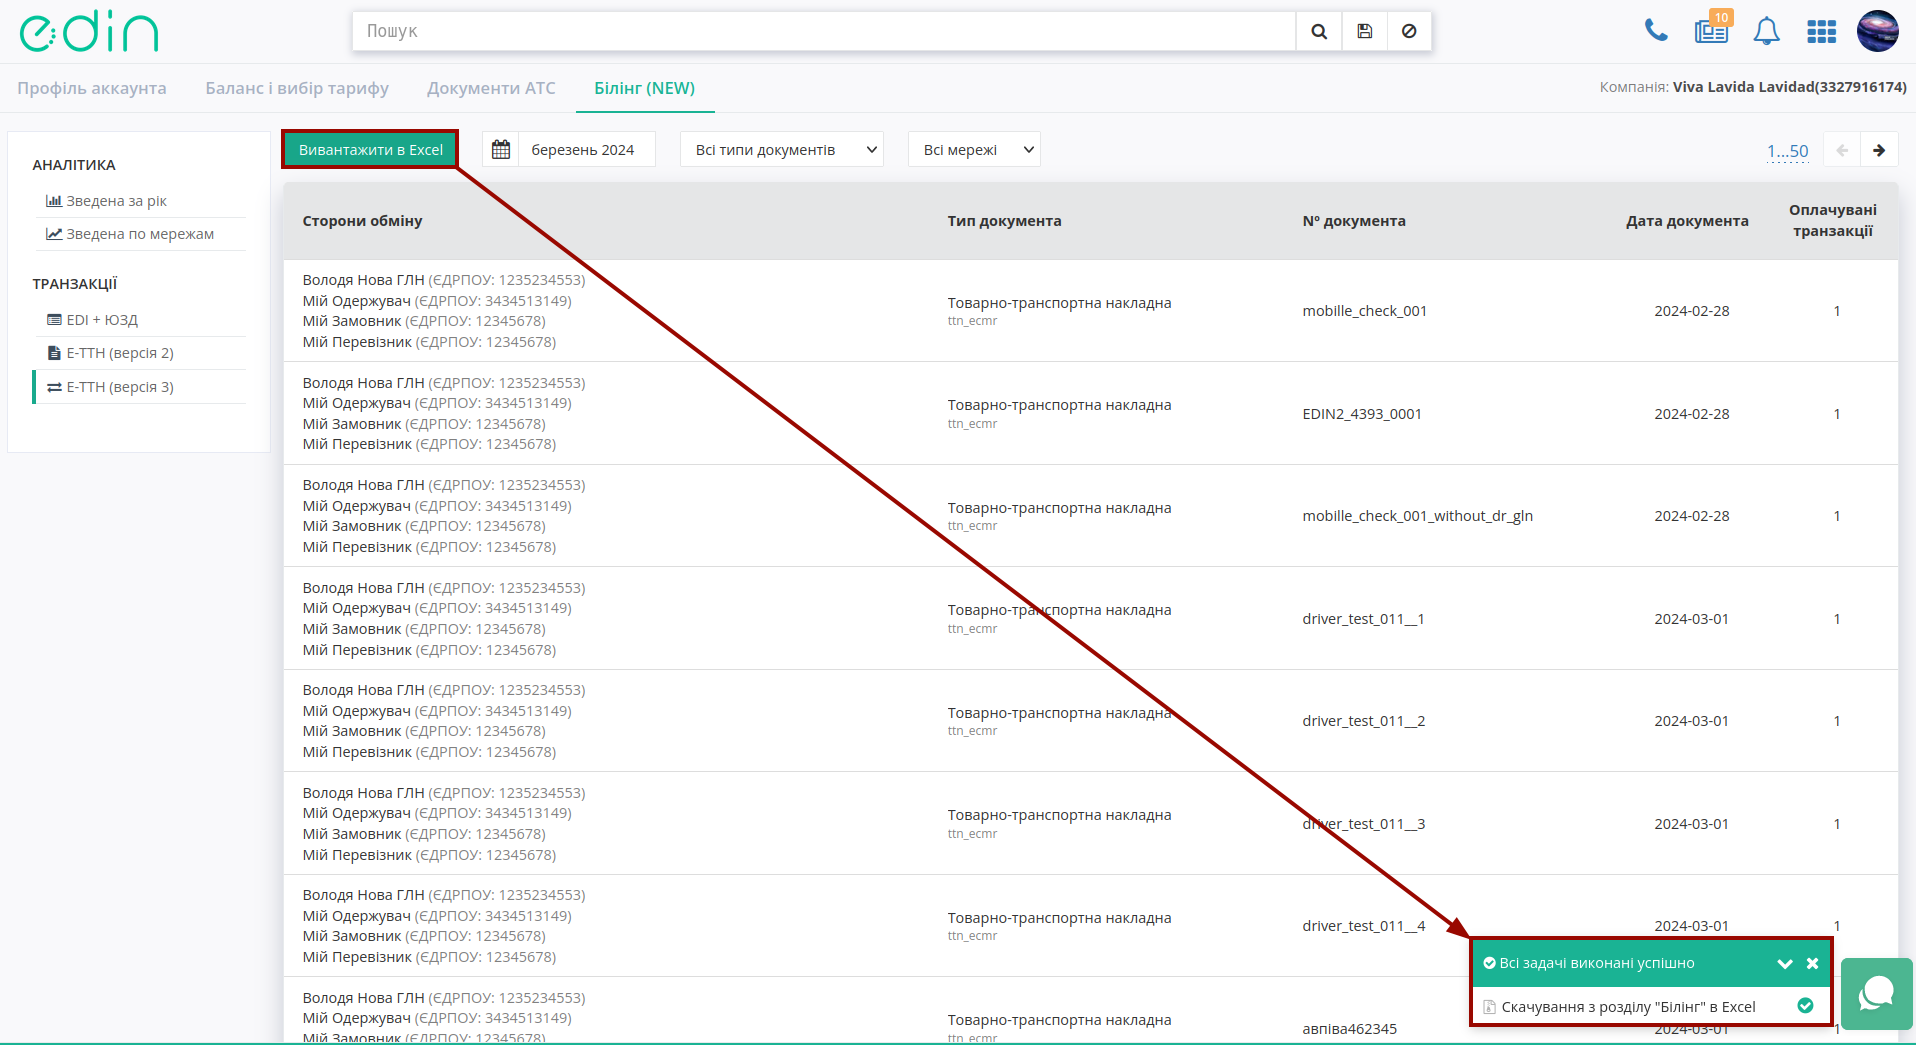 edin
Пошук
10
Профіль аккаунта
Баланс і вибір тарифу
Документи АТС
Білінг (NEW)
Компанія: Viva Lavida Lavidad(3327916174)
АНАЛІТИКА
Зведена за рік
Зведена по мережам
ТРАНЗАКЦІЇ
EDI + ЮЗД
Е-ТТН (версія 2)
Е-ТТН (версія 3)
Вивантажити в Excel
березень 2024
Всі типи документів
Всі мережі
1...50
Сторони обміну
Тип документа
Nº документа
Дата документа
Оплачувані
транзакції
Володя Нова ГЛН (ЄДРПОУ: 1235234553)
Мій Одержувач (ЄДРПОУ: 3434513149)
Мій Замовник (ЄДРПОУ: 12345678)
Мій Перевізник (ЄДРПОУ: 12345678)
Товарно-транспортна накладна
ttn_ecmr
mobille_check_001
2024-02-28
1
Володя Нова ГЛН (ЄДРПОУ: 1235234553)
Мій Одержувач (ЄДРПОУ: 3434513149)
Мій Замовник (ЄДРПОУ: 12345678)
Мій Перевізник (ЄДРПОУ: 12345678)
Товарно-транспортна накладна
ttn_ecmr
EDIN2_4393_0001
2024-02-28
1
Володя Нова ГЛН (ЄДРПОУ: 1235234553)
Мій Одержувач (ЄДРПОУ: 3434513149)
Мій Замовник (ЄДРПОУ: 12345678)
Мій Перевізник (ЄДРПОУ: 12345678)
Товарно-транспортна накладна
ttn_ecmr
mobille_check_001_without_dr_gln
2024-02-28
1
Володя Нова ГЛН (ЄДРПОУ: 1235234553)
Мій Одержувач (ЄДРПОУ: 3434513149)
Мій Замовник (ЄДРПОУ: 12345678)
Мій Перевізник (ЄДРПОУ: 12345678)
Товарно-транспортна накладна
ttn_ecmr
driver_test_011__1
2024-03-01
1
Володя Нова ГЛН (ЄДРПОУ: 1235234553)
Мій Одержувач (ЄДРПОУ: 3434513149)
Мій Замовник (ЄДРПОУ: 12345678)
Мій Перевізник (ЄДРПОУ: 12345678)
Товарно-транспортна накладна
ttn_ecmr
driver_test_011__2
2024-03-01
1
Володя Нова ГЛН (ЄДРПОУ: 1235234553)
Мій Одержувач (ЄДРПОУ: 3434513149)
Мій Замовник (ЄДРПОУ: 12345678)
Мій Перевізник (ЄДРПОУ: 12345678)
Товарно-транспортна накладна
ttn_ecmr
driver_test_011__3
2024-03-01
1
Володя Нова ГЛН (ЄДРПОУ: 1235234553)
Мій Одержувач (ЄДРПОУ: 3434513149)
Мій Замовник (ЄДРПОУ: 12345678)
Мій Перевізник (ЄДРПОУ: 12345678)
Товарно-транспортна накладна
ttn_ecmr
driver_test_011__4
2024-03-01
1
Володя Нова ГЛН (ЄДРПОУ: 1235234553)
Мій Одержувач (ЄДРПОУ: 3434513149)
Мій Замовник (ЄДРПОУ: 12345678)
Товарно-транспортна накладна
ttn_ecmr
авпіва462345
2024-03-01
1
Всі задачі виконані успішно
Скачування з розділу "Білінг" в Excel